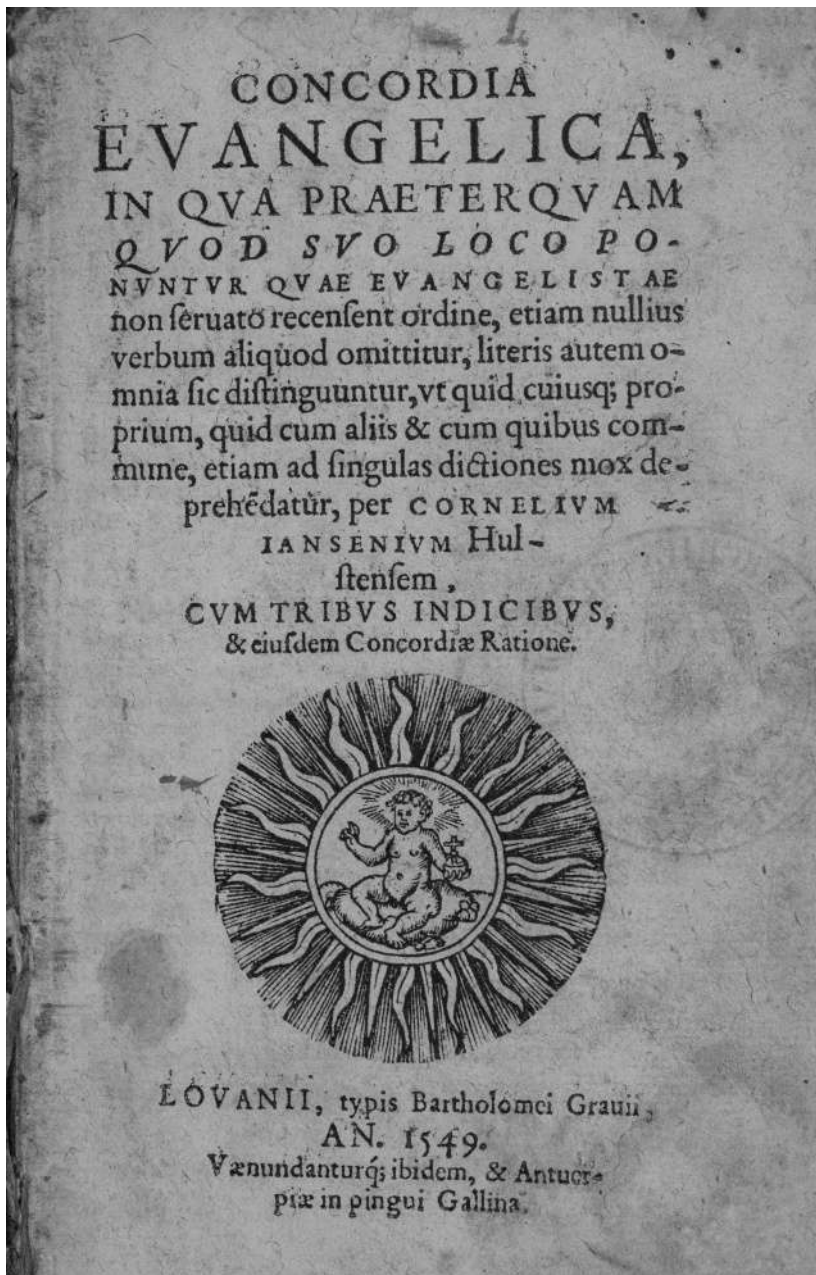 CONCORDIA
EVANGELICA,
IN QVA PRAETERQVAM
QVOD SVO LOCO PO-
NVNTVR QVAE EVANGELISTAE
non ſeruato recenſent ordine, etiam nullius
verbum aliquod omittitur, literis autem o-
mnia ſic diſtinguuntur, vt quid cuiusq; pro-
prium, quid cum aliis & cum quibus com-
mune, etiam ad ſingulas dictiones mox de-
prehēdatur, per CORNELIVM
IANSENIVM Hul-
ſtenſem,
CVM TRIBVS INDICIBVS,
& eiuſdem Concordiæ Ratione.
LOVANII, typis Bartholomei Grauii,
AN. 1549.
Vænundanturq́; ibidem, & Antuer-
piæ in pingui Gallina.